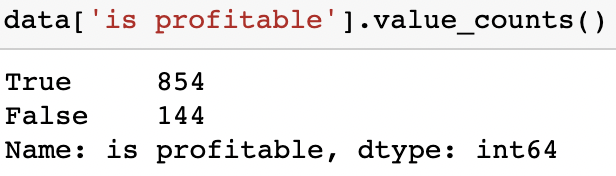 data['is profitable'].value_counts()
True     854
False    144
Name: is profitable, dtype: int64